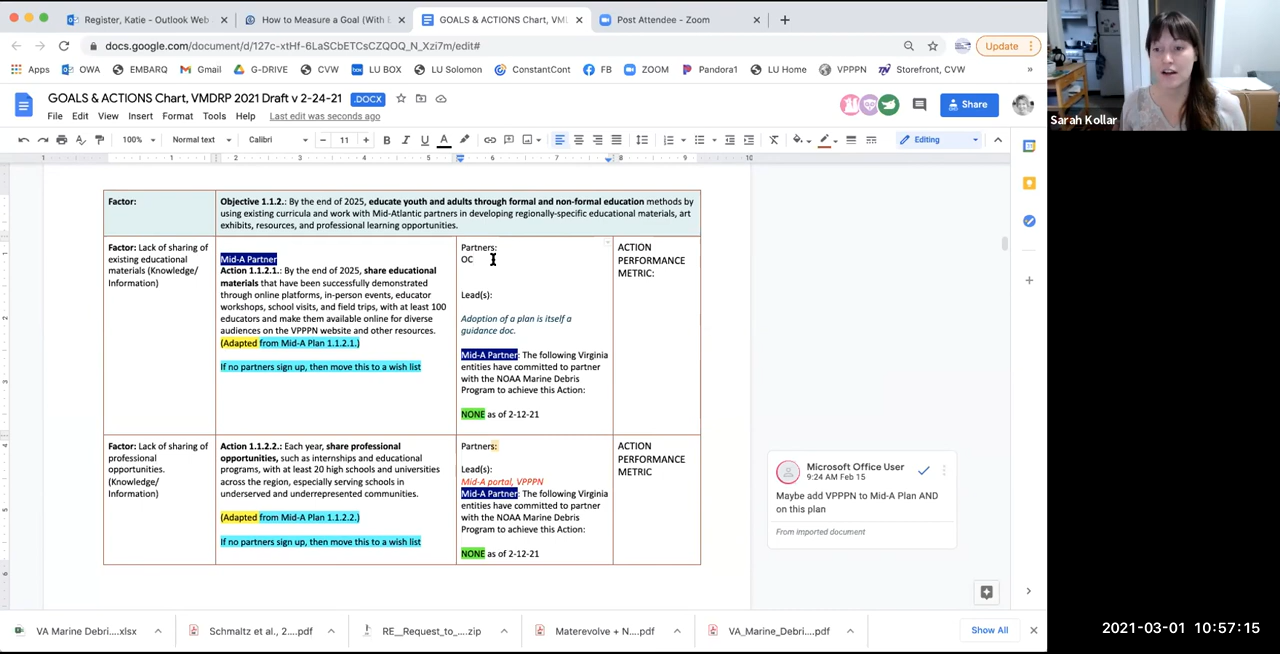 Register, Katie - Outlook Web
How to Measure a Goal (With E
GOALS & ACTIONS Chart, VM
Post Attendee - Zoom
docs.google.com/document/d/127c-xtHf-6LaSCbETCsCZQOQ_N_Xzi7m/edit#
Update
Apps
OWA
EMBARQ
Gmail
G-DRIVE
CVW
LU BOX
LU Solomon
ConstantCont
FB
ZOOM
Pandora1
LU Home
VPPPN
Storefront, CVW
»
GOALS & ACTIONS Chart, VMDRP 2021 Draft v 2-24-21
.DOCX
File Edit View Insert Format Tools Help
Last edit was seconds ago
Share
100%
Normal text
Calibri
11
B I U A
Editing
Factor:
Objective 1.1.2.: By the end of 2025, educate youth and adults through formal and non-formal education methods by
using existing curricula and work with Mid-Atlantic partners in developing regionally-specific educational materials, art
exhibits, resources, and professional learning opportunities.
Factor: Lack of sharing of
existing educational
materials (Knowledge/
Information)
Mid-A Partner
Action 1.1.2.1.: By the end of 2025, share educational
materials that have been successfully demonstrated
through online platforms, in-person events, educator
workshops, school visits, and field trips, with at least 100
educators and make them available online for diverse
audiences on the VPPPN website and other resources.
(Adapted from Mid-A Plan 1.1.2.1.)
If no partners sign up, then move this to a wish list
Partners:
OC
Lead(s):
Adoption of a plan is itself a
guidance doc.
Mid-A Partner: The following Virginia
entities have committed to partner
with the NOAA Marine Debris
Program to achieve this Action:
NONE as of 2-12-21
ACTION
PERFORMANCE
METRIC:
Factor: Lack of sharing of
professional
opportunities.
(Knowledge/
Information)
Action 1.1.2.2.: Each year, share professional
opportunities, such as internships and educational
programs, with at least 20 high schools and universities
across the region, especially serving schools in
underserved and underrepresented communities.
(Adapted from Mid-A Plan 1.1.2.2.)
If no partners sign up, then move this to a wish list
Partners:
Lead(s):
Mid-A portal, VPPPN
Mid-A Partner: The following Virginia
entities have committed to partner
with the NOAA Marine Debris
Program to achieve this Action:
NONE as of 2-12-21
ACTION
PERFORMANCE
METRIC
Microsoft Office User
9:24 AM Feb 15
Maybe add VPPPN to Mid-A Plan AND
on this plan
From imported document
VA Marine Debri....xlsx
Schmaltz et al., 2....pdf
RE__Request_to_....zip
Materevolve + N....pdf
VA_Marine_Debri....pdf
Show All
Sarah Kollar
2021-03-01 10:57:15